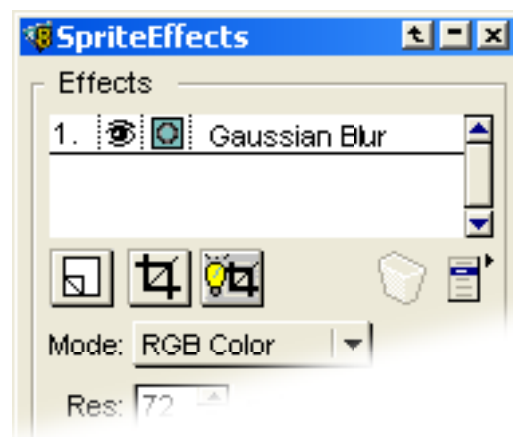 SpriteEffects
Effects
1. Gaussian Blur
Mode: RGB Color
Res: 72